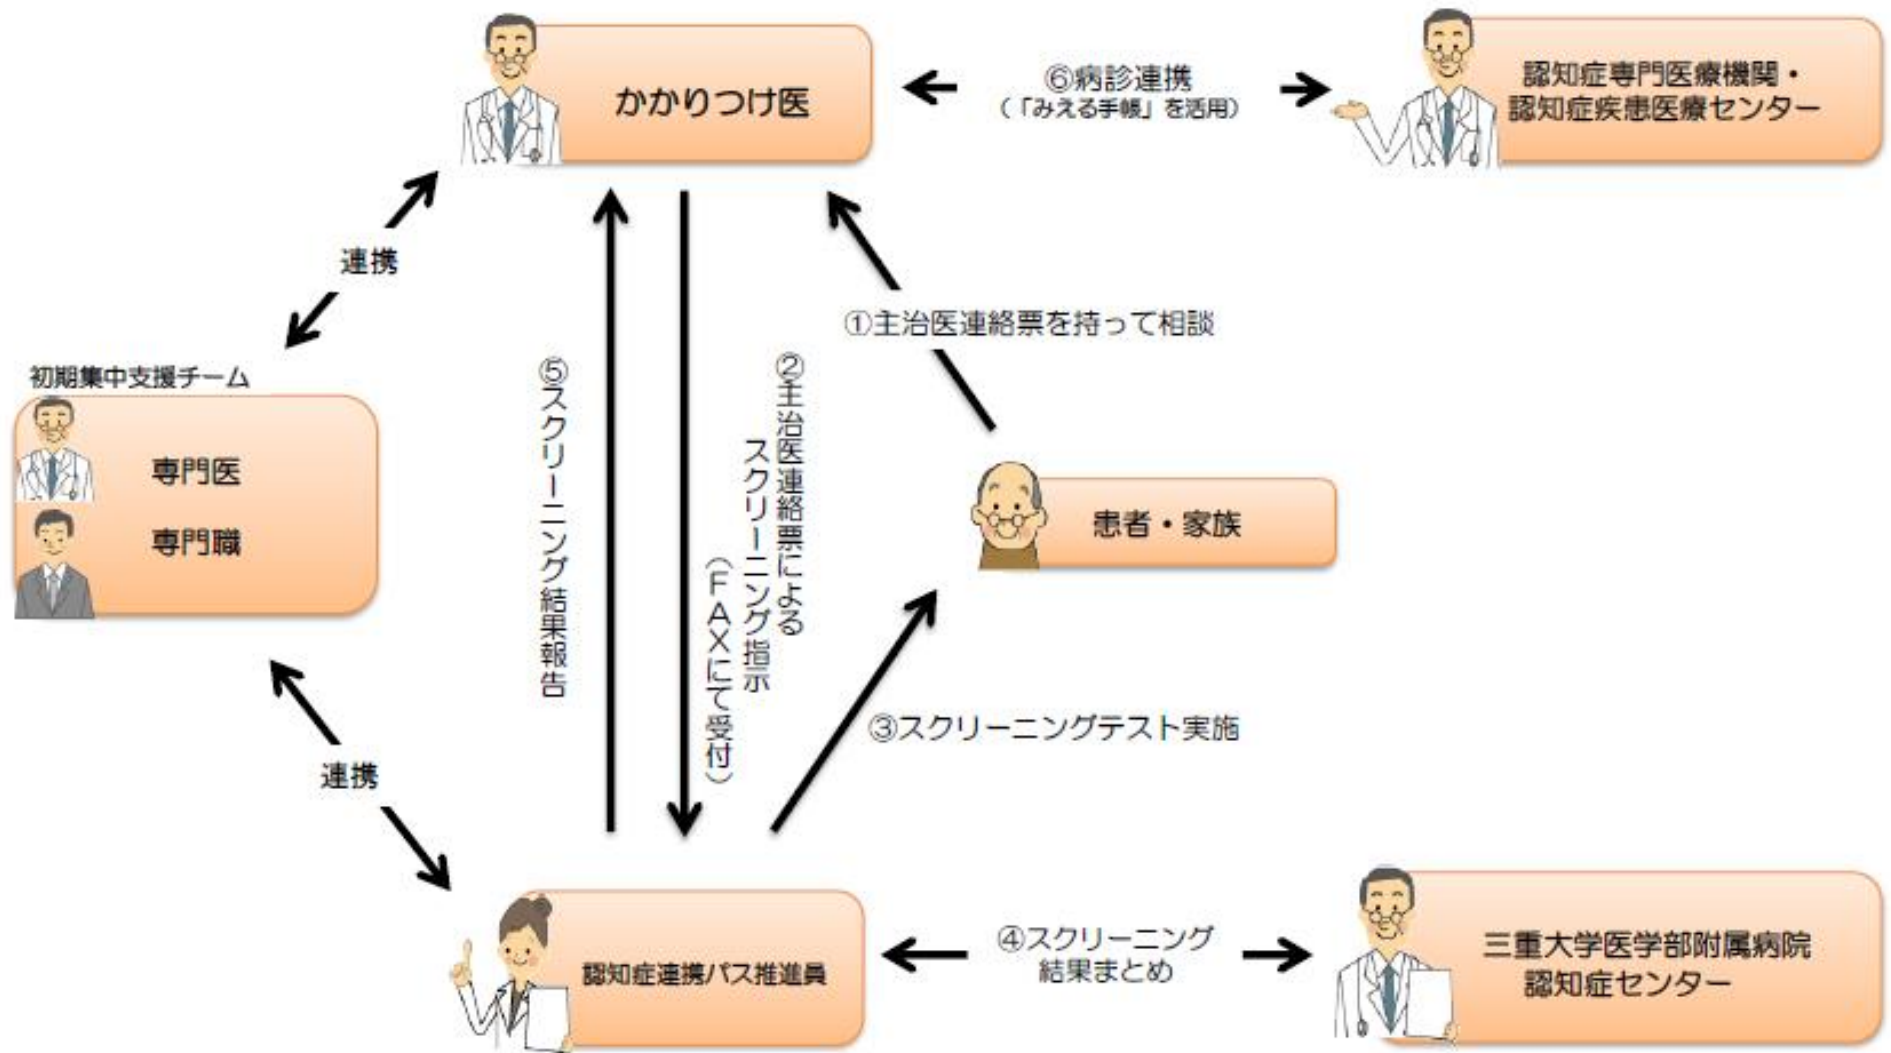 かかりつけ医
⑥病診連携
（「みえる手帳」を活用）
認知症専門医療機関・
認知症疾患医療センター
連携
①主治医連絡票を持って相談
初期集中支援チーム
専門医
専門職
⑤スクリーニング結果報告
②主治医連絡票による
スクリーニング指示
（ＦＡＸにて受付）
患者・家族
③スクリーニングテスト実施
連携
認知症連携パス推進員
④スクリーニング
結果まとめ
三重大学医学部附属病院
認知症センター